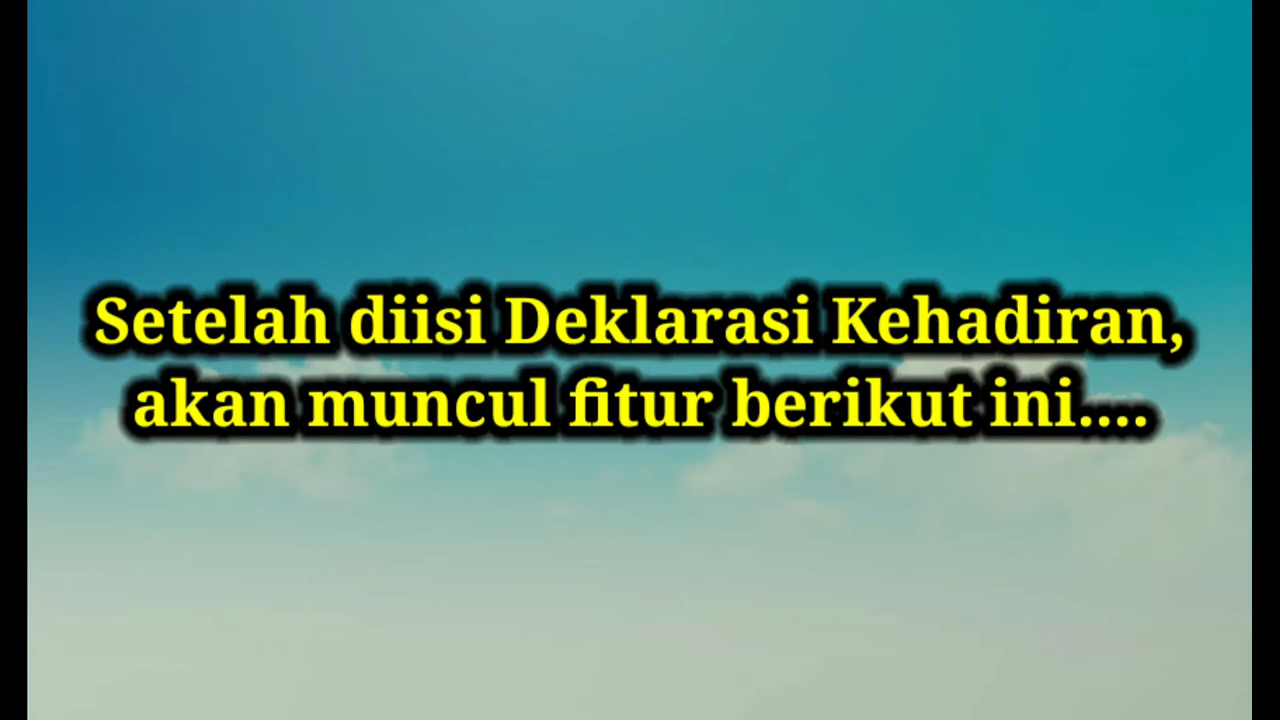 Setelah diisi Deklarasi Kehadiran,
akan muncul fitur berikut ini....